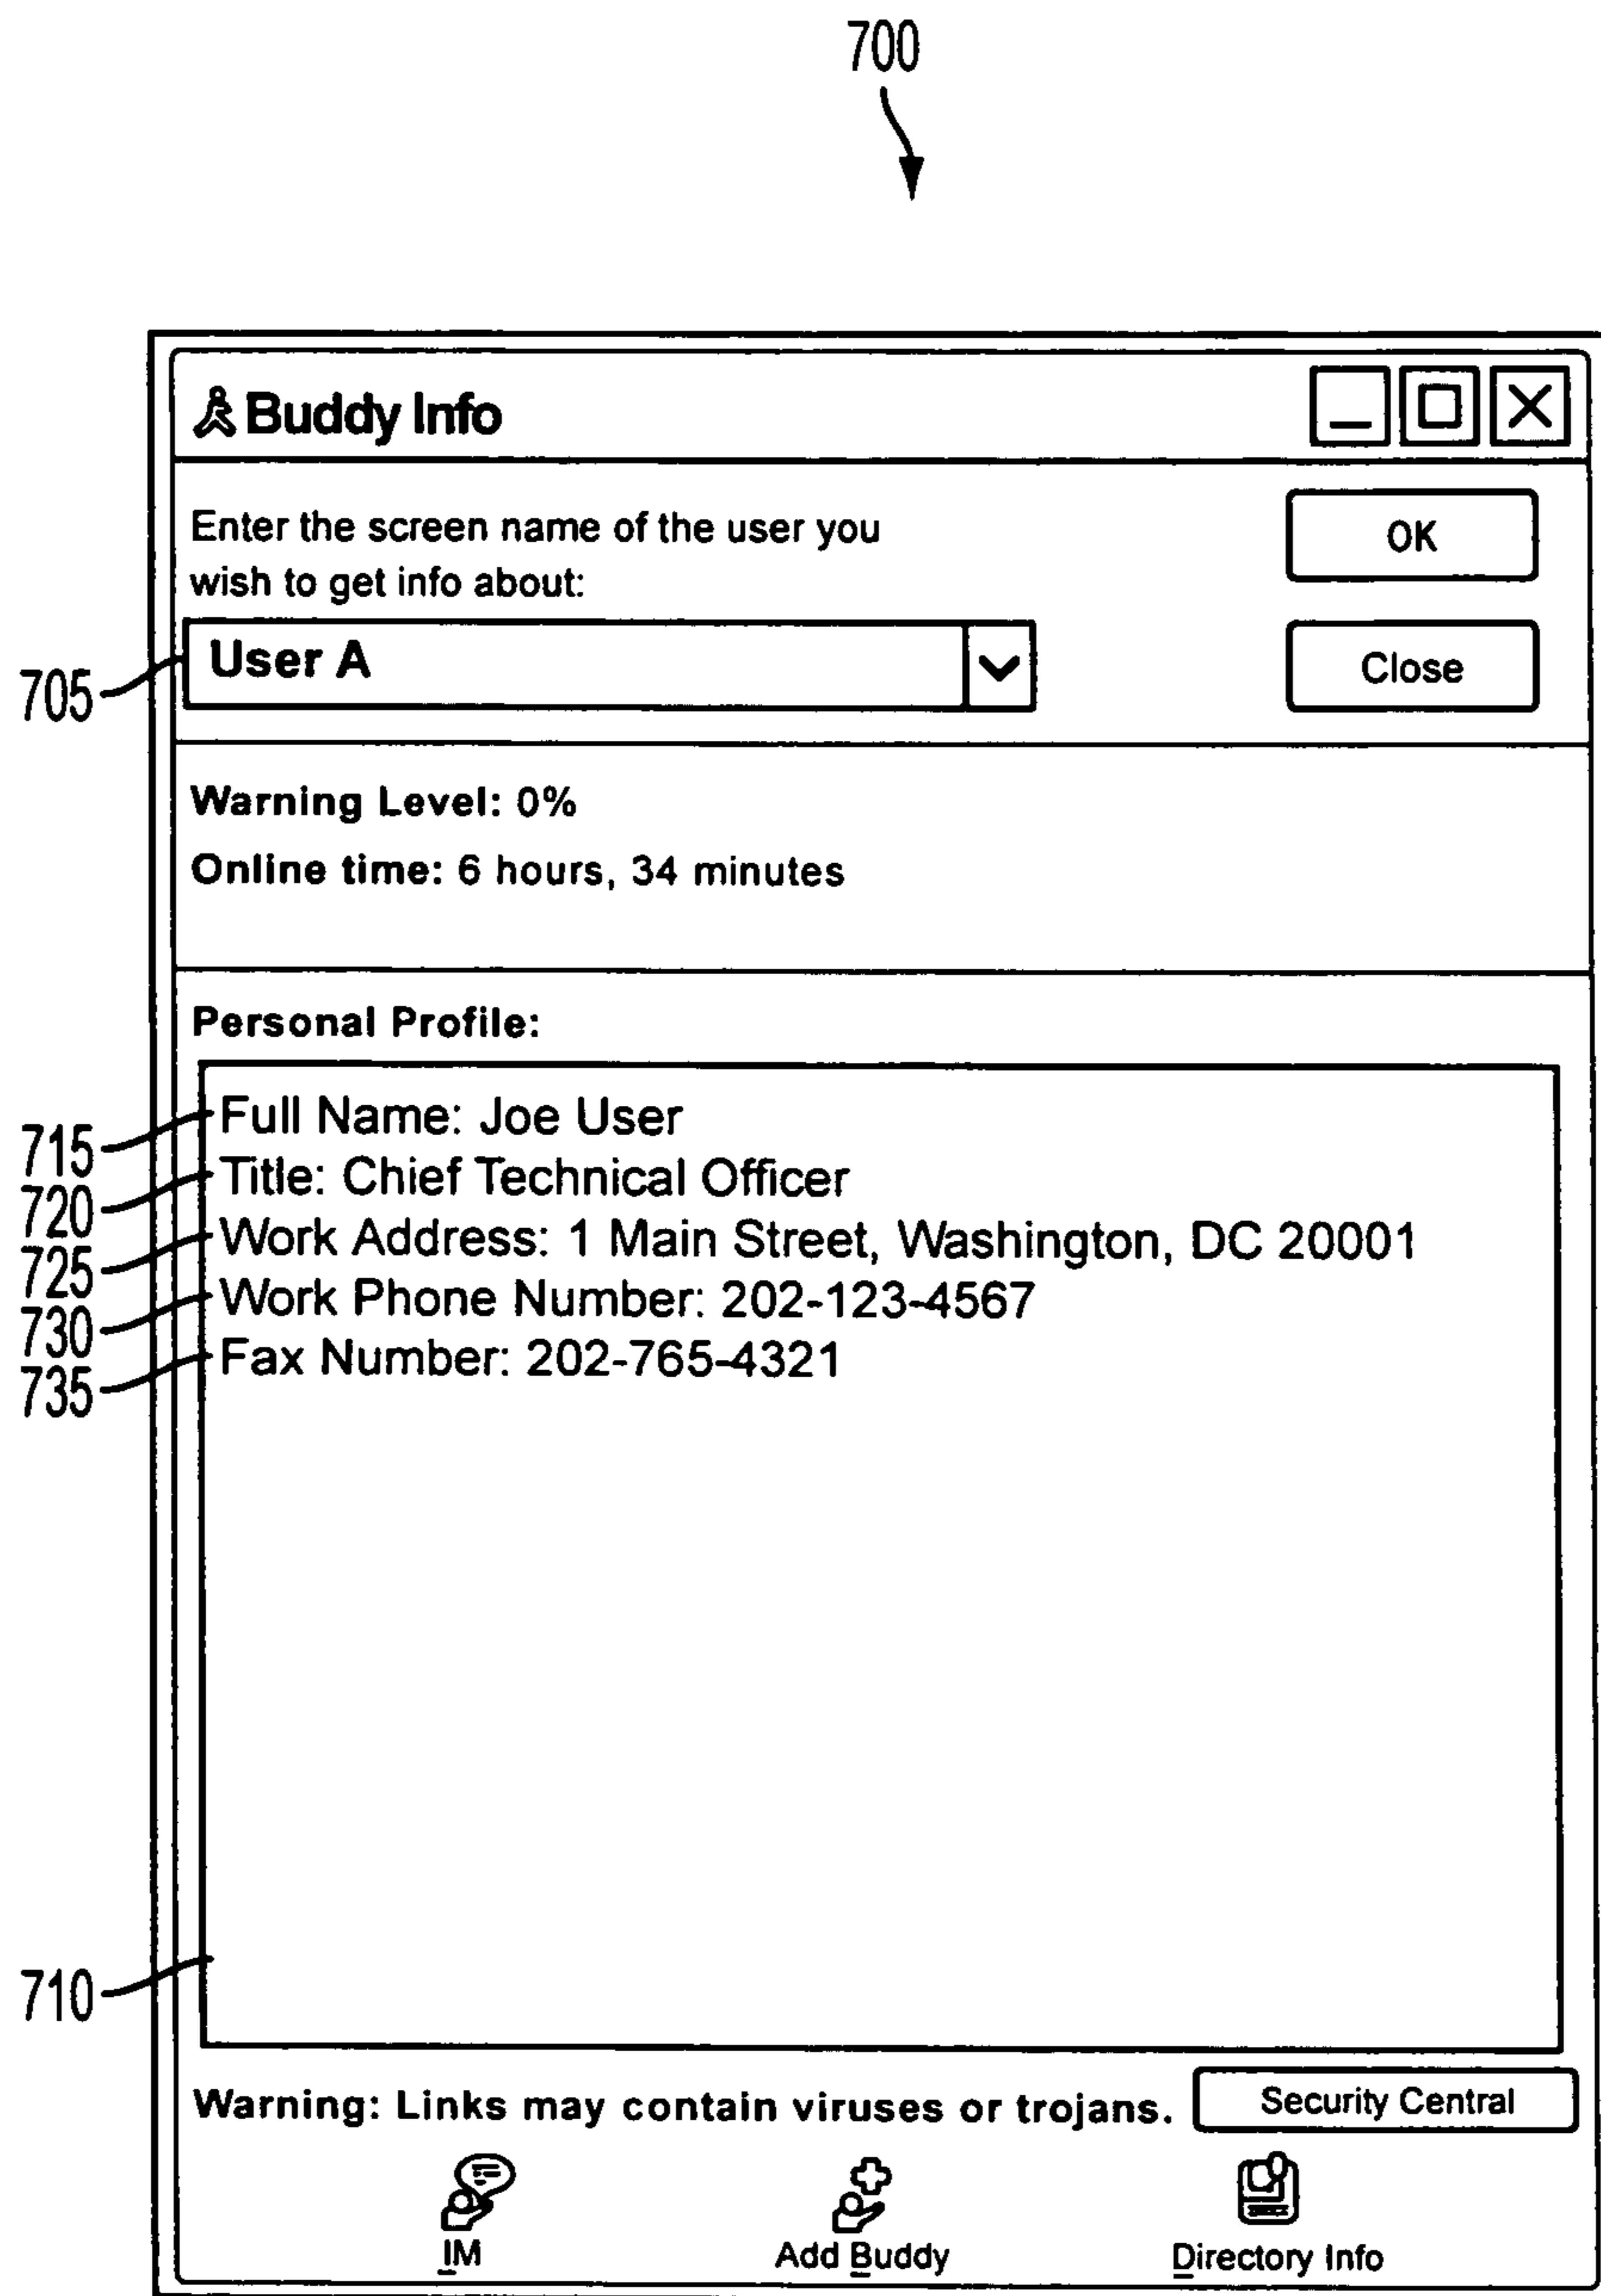 700
Buddy Info
Enter the screen name of the user you
wish to get info about:
OK
705
User A
Close
Warning Level: 0%
Online time: 6 hours, 34 minutes
Personal Profile:
715
Full Name: Joe User
720
Title: Chief Technical Officer
725
Work Address: 1 Main Street, Washington, DC 20001
730
Work Phone Number: 202-123-4567
735
Fax Number: 202-765-4321
710
Warning: Links may contain viruses or trojans.
Security Central
IM
Add Buddy
Directory Info